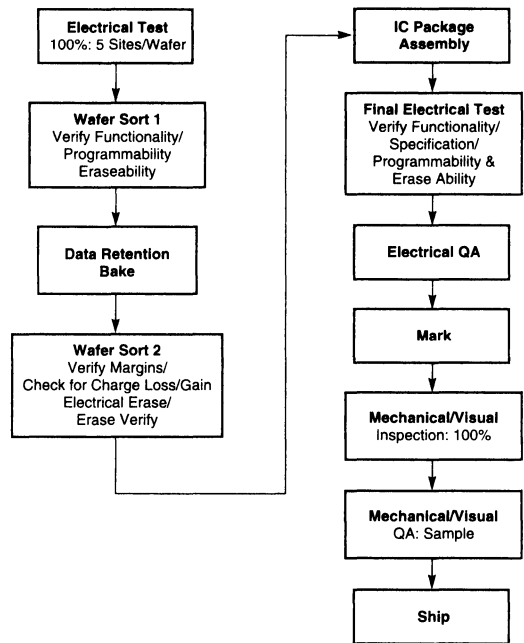 Electrical Test
100%: 5 Sites/Wafer
Wafer Sort 1
Verify Functionality/
Programmability
Eraseability
Data Retention
Bake
Wafer Sort 2
Verify Margins/
Check for Charge Loss/Gain
Electrical Erase/
Erase Verify
IC Package
Assembly
Final Electrical Test
Verify Functionality/
Specification/
Programmability &
Erase Ability
Electrical QA
Mark
Mechanical/Visual
Inspection: 100%
Mechanical/Visual
QA: Sample
Ship